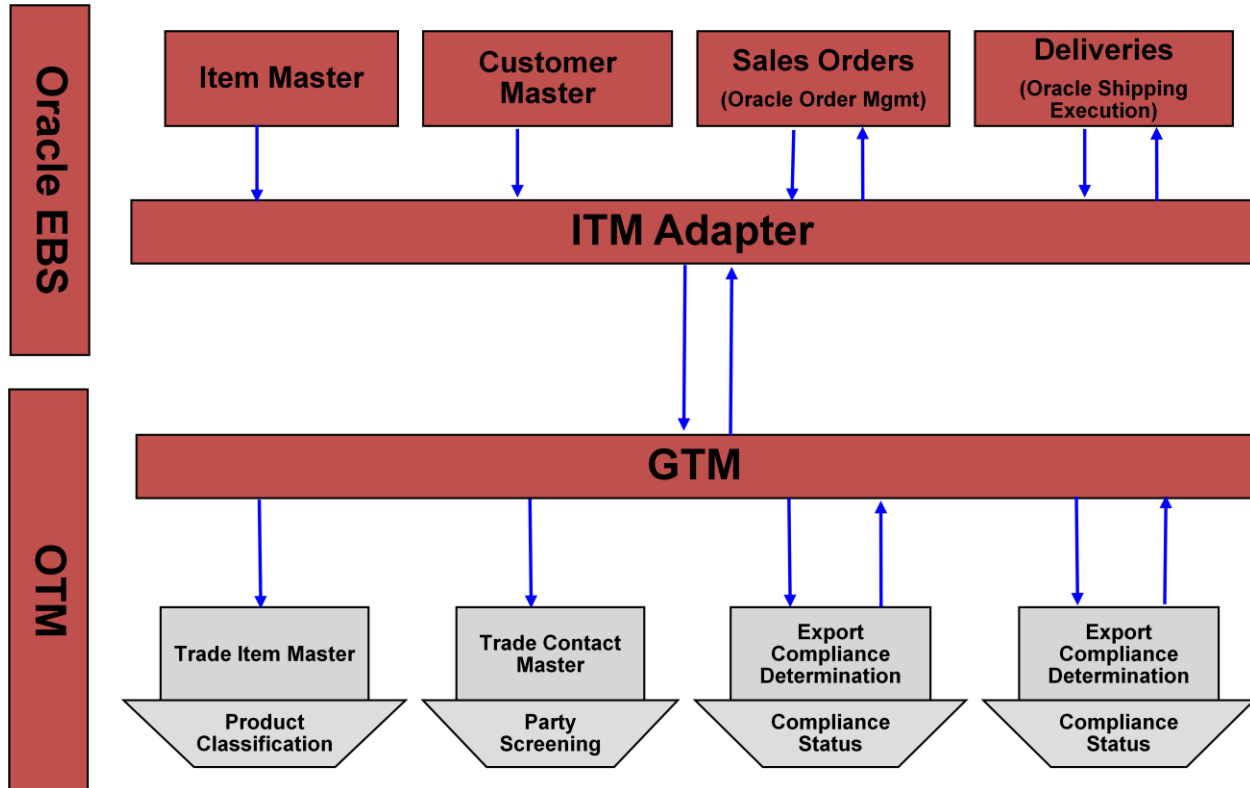 Oracle EBS
Item Master
Customer
Master
Sales Orders
(Oracle Order Mgmt)
Deliveries
(Oracle Shipping
Execution)
ITM Adapter
OTM
GTM
Trade Item Master
Trade Contact
Master
Export
Compliance
Determination
Export
Compliance
Determination
Product
Classification
Party
Screening
Compliance
Status
Compliance
Status